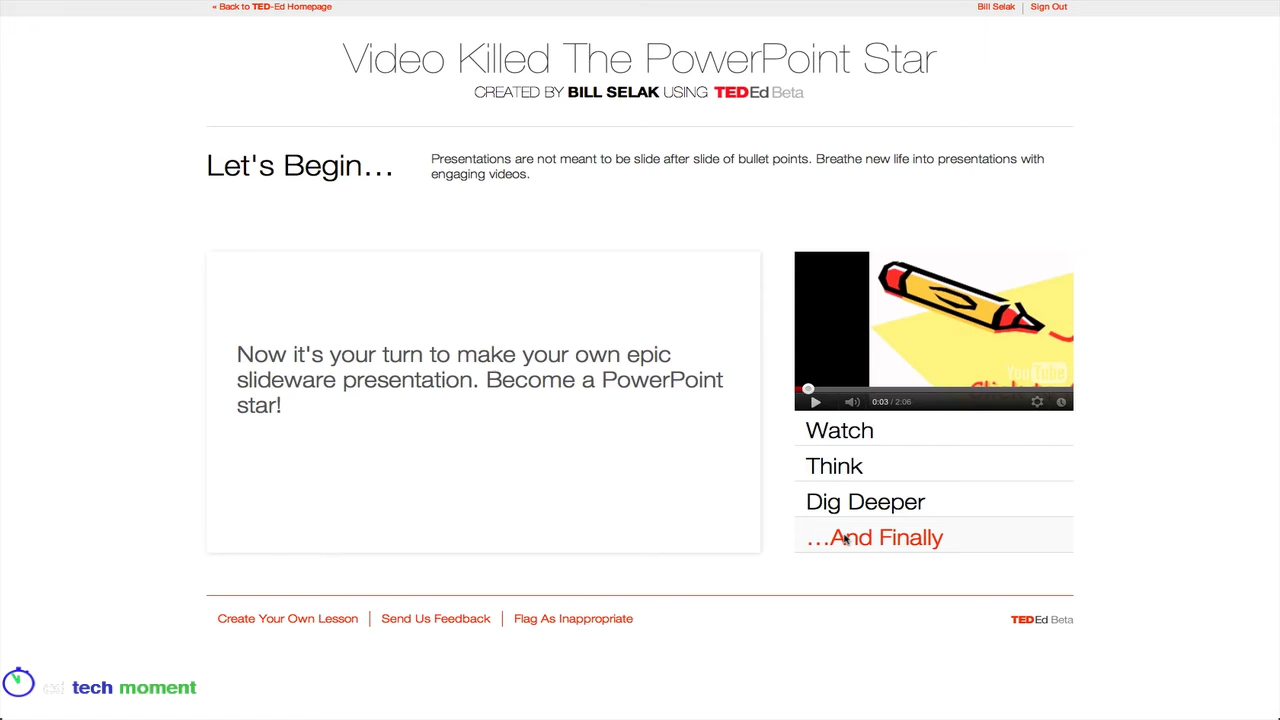 « Back to TED-Ed Homepage
Bill Selak
Sign Out
Video Killed The PowerPoint Star
CREATED BY BILL SELAK USING TEDEd Beta
Let's Begin...
Presentations are not meant to be slide after slide of bullet points. Breathe new life into presentations with
engaging videos.
Now it's your turn to make your own epic
slideware presentation. Become a PowerPoint
star!
YouTube
0:03 / 2:06
Watch
Think
Dig Deeper
...And Finally
Create Your Own Lesson
Send Us Feedback
Flag As Inappropriate
TEDEd Beta
tech moment